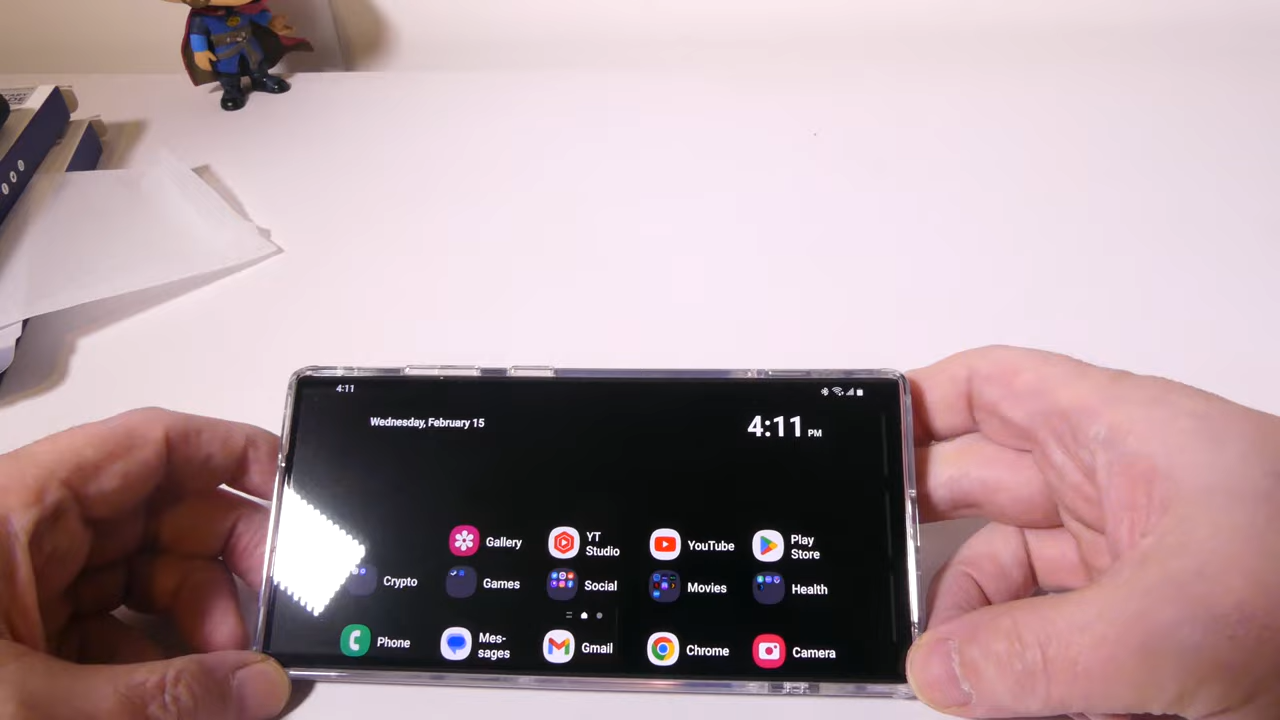 4:11
Wednesday, February 15
4:11 PM
Gallery
YT
Studio
YouTube
Play
Store
Crypto
Games
Social
Movies
Health
Phone
Mes-
sages
Gmail
Chrome
Camera